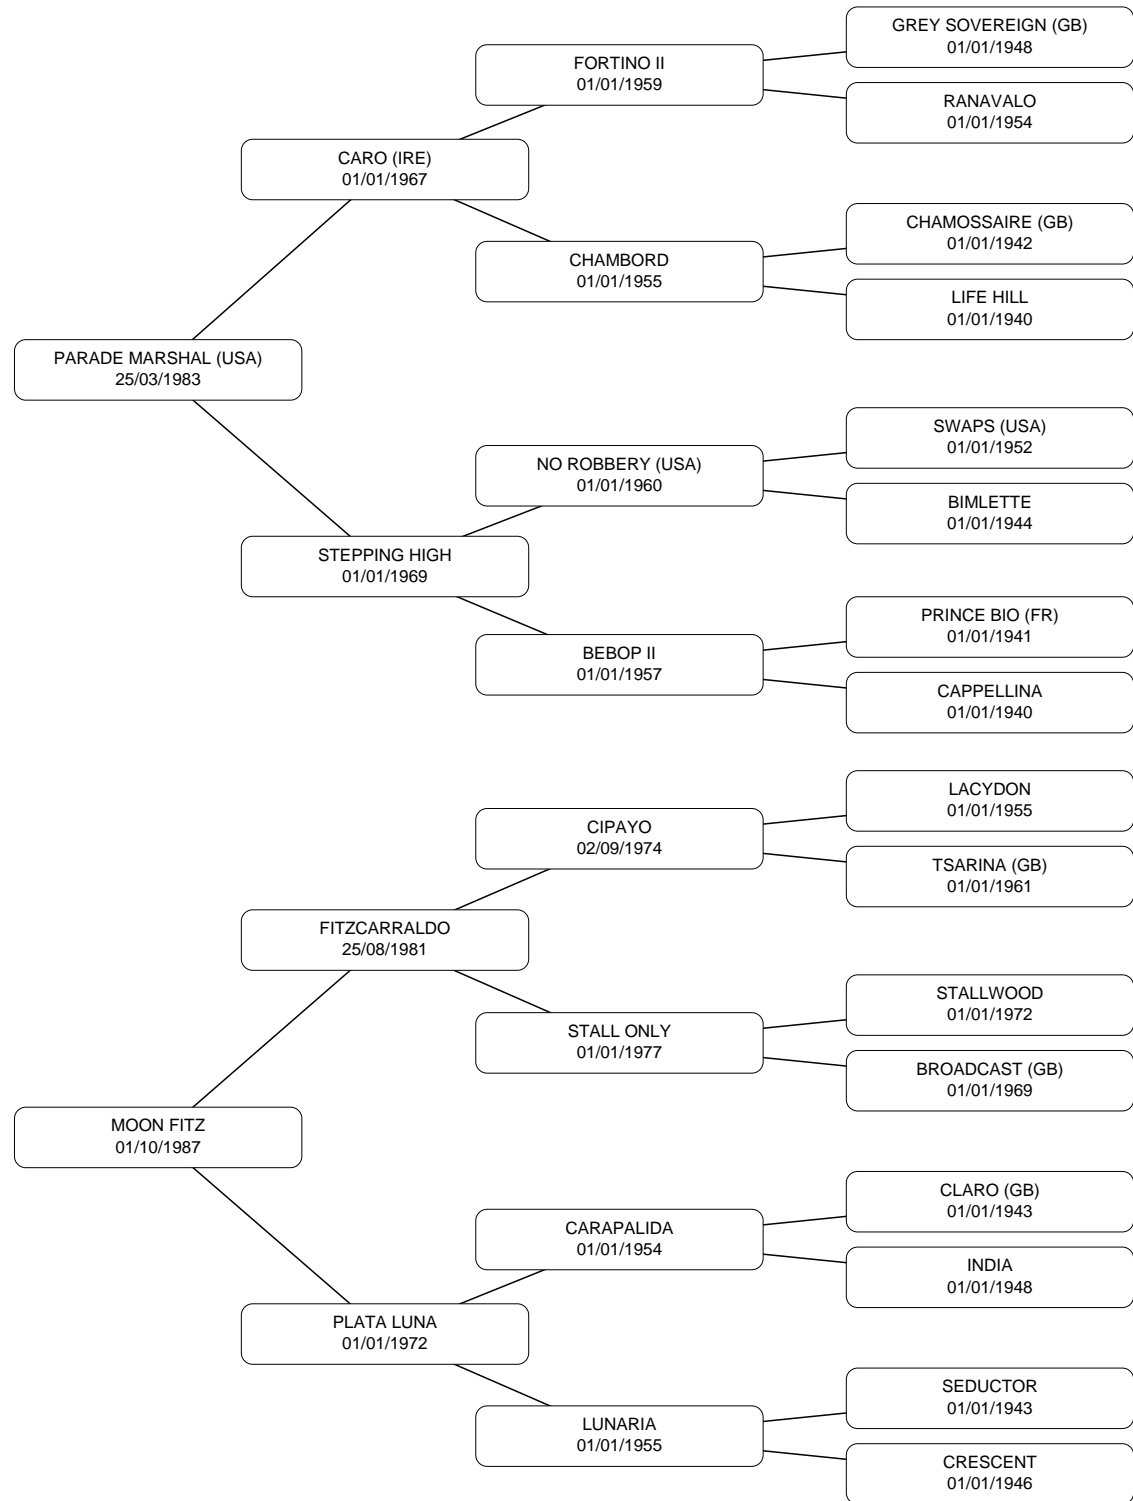 GREY SOVEREIGN (GB)
01/01/1948
FORTINO II
01/01/1959
RANAVALO
01/01/1954
CARO (IRE)
01/01/1967
CHAMOSSAIRE (GB)
01/01/1942
CHAMBORD
01/01/1955
LIFE HILL
01/01/1940
PARADE MARSHAL (USA)
25/03/1983
SWAPS (USA)
01/01/1952
NO ROBBERY (USA)
01/01/1960
BIMLETTE
01/01/1944
STEPPING HIGH
01/01/1969
PRINCE BIO (FR)
01/01/1941
BEBOP II
01/01/1957
CAPPELLINA
01/01/1940
LACYDON
01/01/1955
CIPAYO
02/09/1974
TSARINA (GB)
01/01/1961
FITZCARRALDO
25/08/1981
STALLWOOD
01/01/1972
STALL ONLY
01/01/1977
BROADCAST (GB)
01/01/1969
MOON FITZ
01/10/1987
CLARO (GB)
01/01/1943
CARAPALIDA
01/01/1954
INDIA
01/01/1948
PLATA LUNA
01/01/1972
SEDUCTOR
01/01/1943
LUNARIA
01/01/1955
CRESCENT
01/01/1946